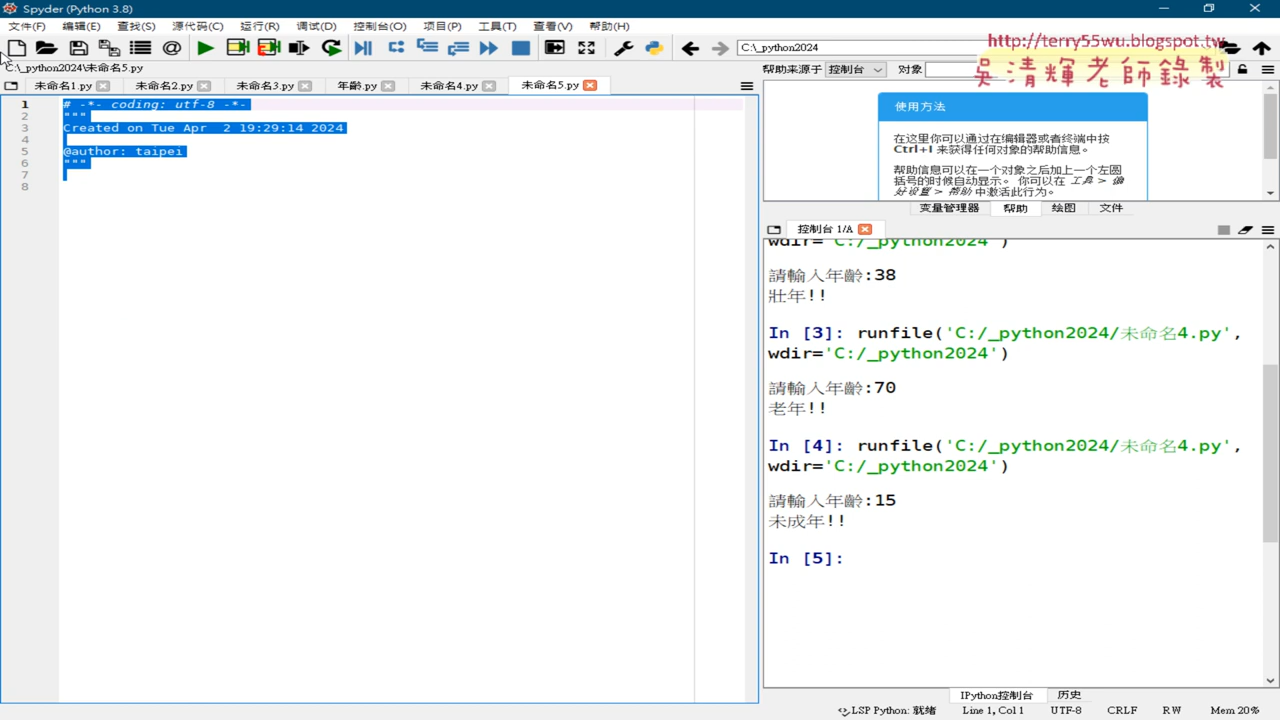 Spyder (Python 3.8)
文件(F) 编辑(E) 查找(S) 源代码(C) 运行(R) 调试(D) 控制台(O) 项目(P) 工具(T) 查看(V) 帮助(H)
C:\_python2024
http://terry55wu.blogspot.tw
吳清輝老師錄製
C:\_python2024\未命名5.py
帮助来源于 控制台 对象
未命名1.py 未命名2.py 未命名3.py 年齡.py 未命名4.py 未命名5.py
1 # -*- coding: utf-8 -*-
2 """
3 Created on Tue Apr  2 19:29:14 2024
4
5 @author: taipei
6 """
7
8
使用方法
在这里你可以通过在编辑器或者终端中按
Ctrl+I 来获得任何对象的帮助信息。
帮助信息可以在一个对象之后加上一个左圆
括号的时候自动显示。 你可以在 工具 > 偏
好设置 > 帮助 中激活此行为。
变量管理器 帮助 绘图 文件
控制台 1/A
wdir='C:/_python2024')
請輸入年齡:38
壯年!!
In [3]: runfile('C:/_python2024/未命名4.py',
wdir='C:/_python2024')
請輸入年齡:70
老年!!
In [4]: runfile('C:/_python2024/未命名4.py',
wdir='C:/_python2024')
請輸入年齡:15
未成年!!
In [5]:
IPython控制台 历史
LSP Python: 就绪 Line 1, Col 1 UTF-8 CRLF RW Mem 20%